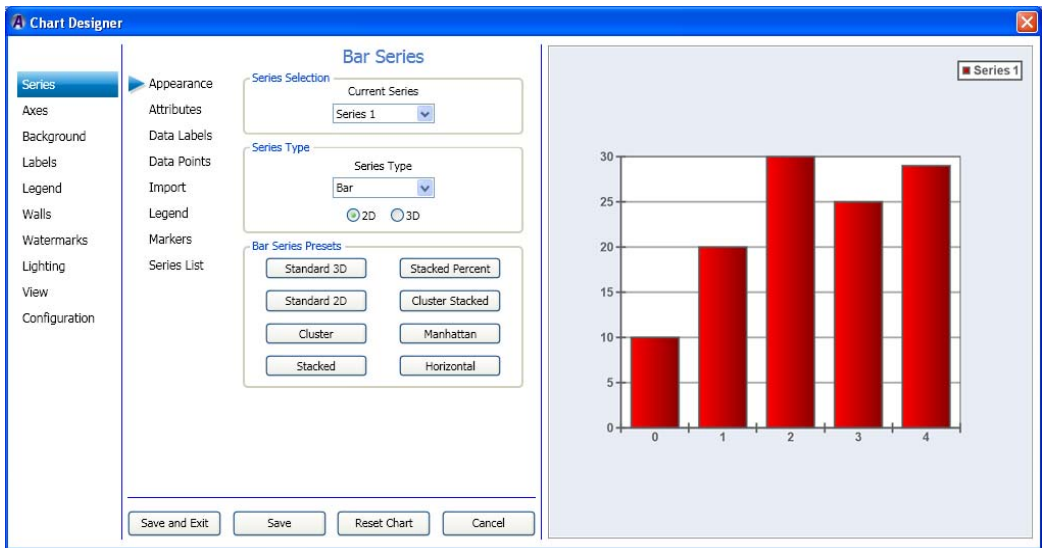 Chart Designer
Series
Axes
Background
Labels
Legend
Walls
Watermarks
Lighting
View
Configuration
Appearance
Attributes
Data Labels
Data Points
Import
Legend
Markers
Series List
Bar Series
Series Selection
Current Series
Series 1
Series Type
Series Type
Bar
2D 3D
Bar Series Presets
Standard 3D Stacked Percent
Standard 2D Cluster Stacked
Cluster Manhattan
Stacked Horizontal
Save and Exit Save Reset Chart Cancel
Series 1
30
25
20
15
10
5
0
0 1 2 3 4